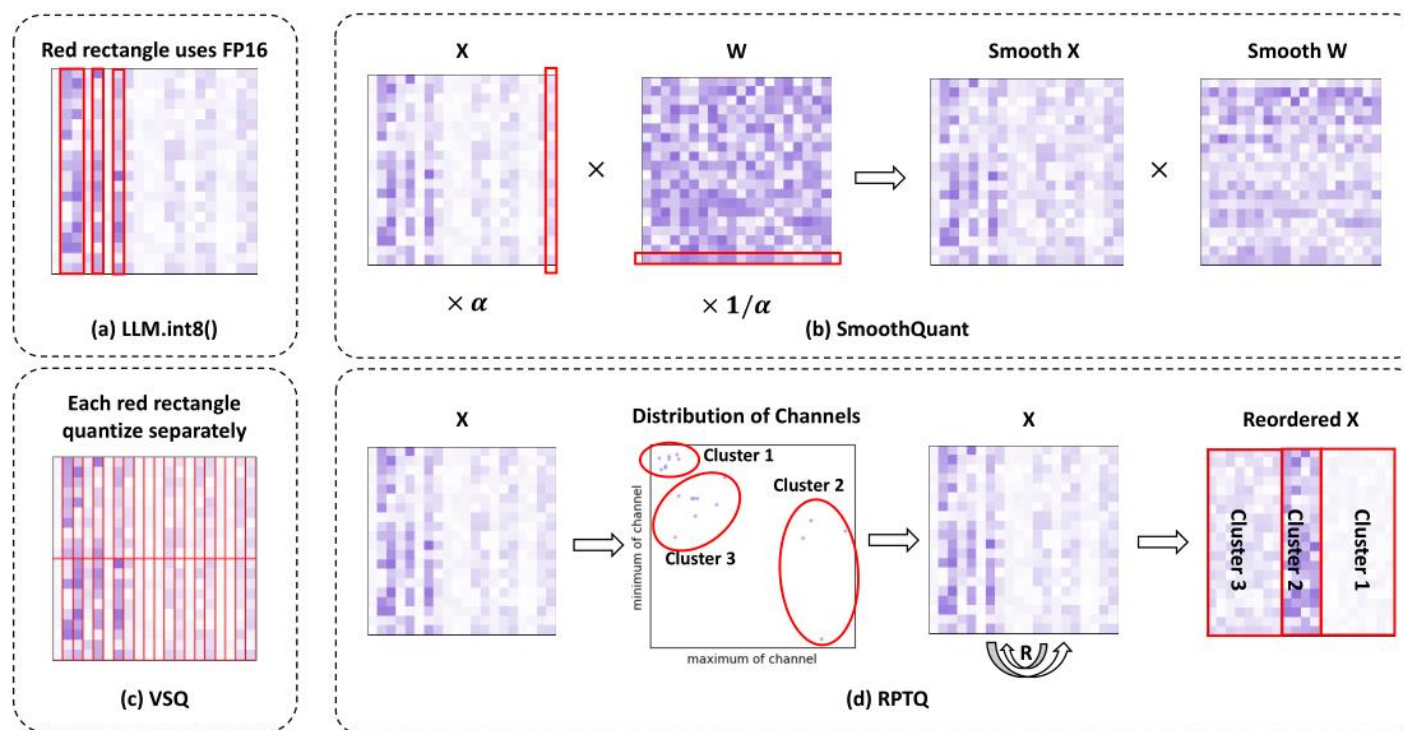 Red rectangle uses FP16
(a) LLM.int8()
X
W
Smooth X
Smooth W
×
×
× α
× 1/α
(b) SmoothQuant
Each red rectangle
quantize separately
(c) VSQ
X
Distribution of Channels
X
Reordered X
Cluster 1
Cluster 2
Cluster 3
minimum of channel
maximum of channel
R
Cluster 3
Cluster 2
Cluster 1
(d) RPTQ